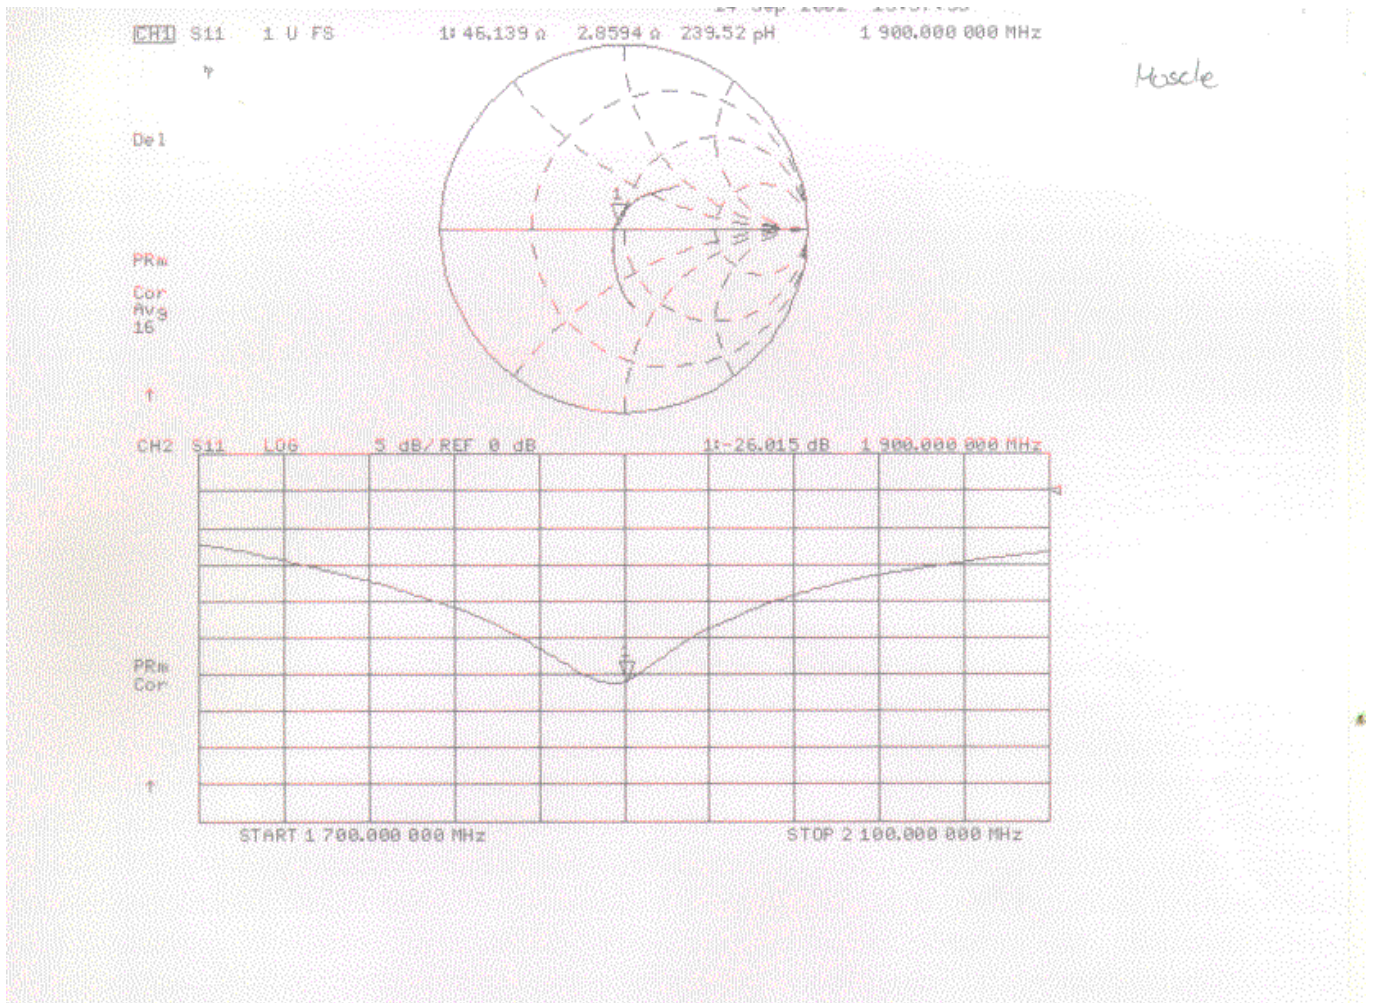 CH1 S11 1 U FS 1: 46.139 Ω 2.8594 Ω 239.52 pH 1 900.000 000 MHz
Muscle
Del
1
PRm
Cor
Avg
16
↑
CH2 S11 LOG 5 dB/ REF 0 dB 1:-26.015 dB 1 900.000 000 MHz
1
PRm
Cor
↑
START 1 700.000 000 MHz STOP 2 100.000 000 MHz